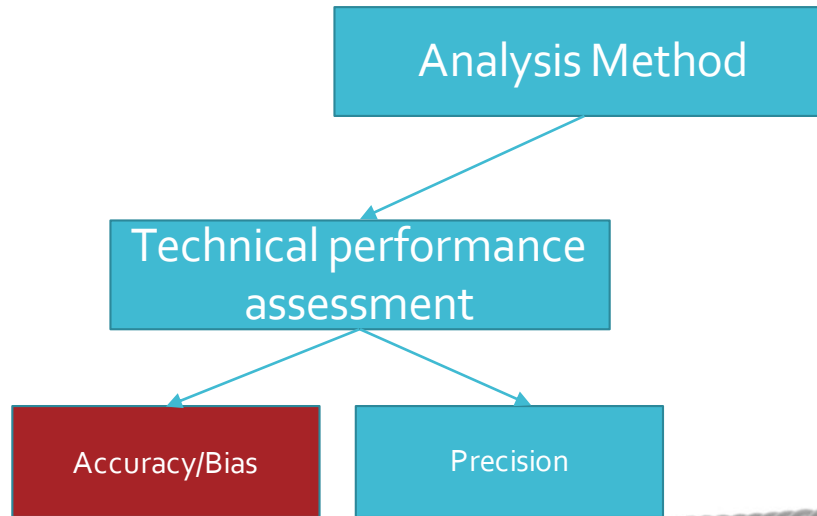 Analysis Method
Technical performance
assessment
Accuracy/Bias
Precision